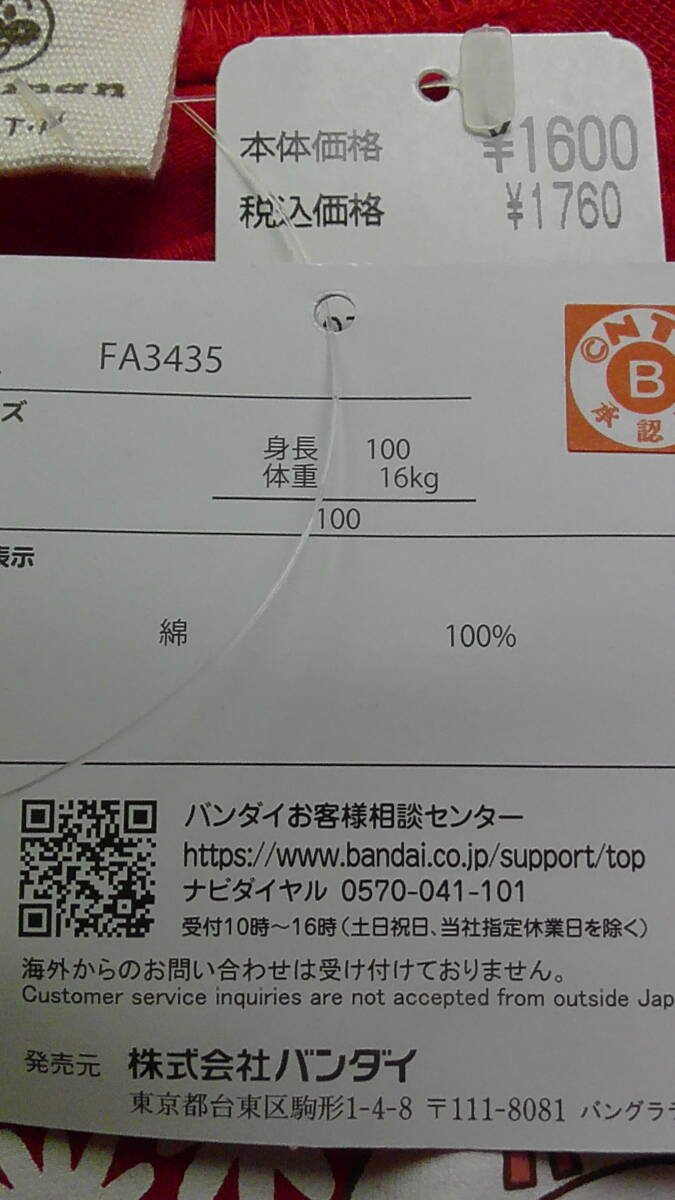 本体価格 ¥1600
税込価格 ¥1760
FA3435
ズ
身長 100
体重 16kg
100
表示
綿 100%
©NT
B
承認
バンダイお客様相談センター
https://www.bandai.co.jp/support/top
ナビダイヤル 0570-041-101
受付10時～16時(土日祝日、当社指定休業日を除く)
海外からのお問い合わせは受け付けておりません。
Customer service inquiries are not accepted from outside Jap
発売元 株式会社バンダイ
東京都台東区駒形1-4-8 〒111-8081 バングラデ